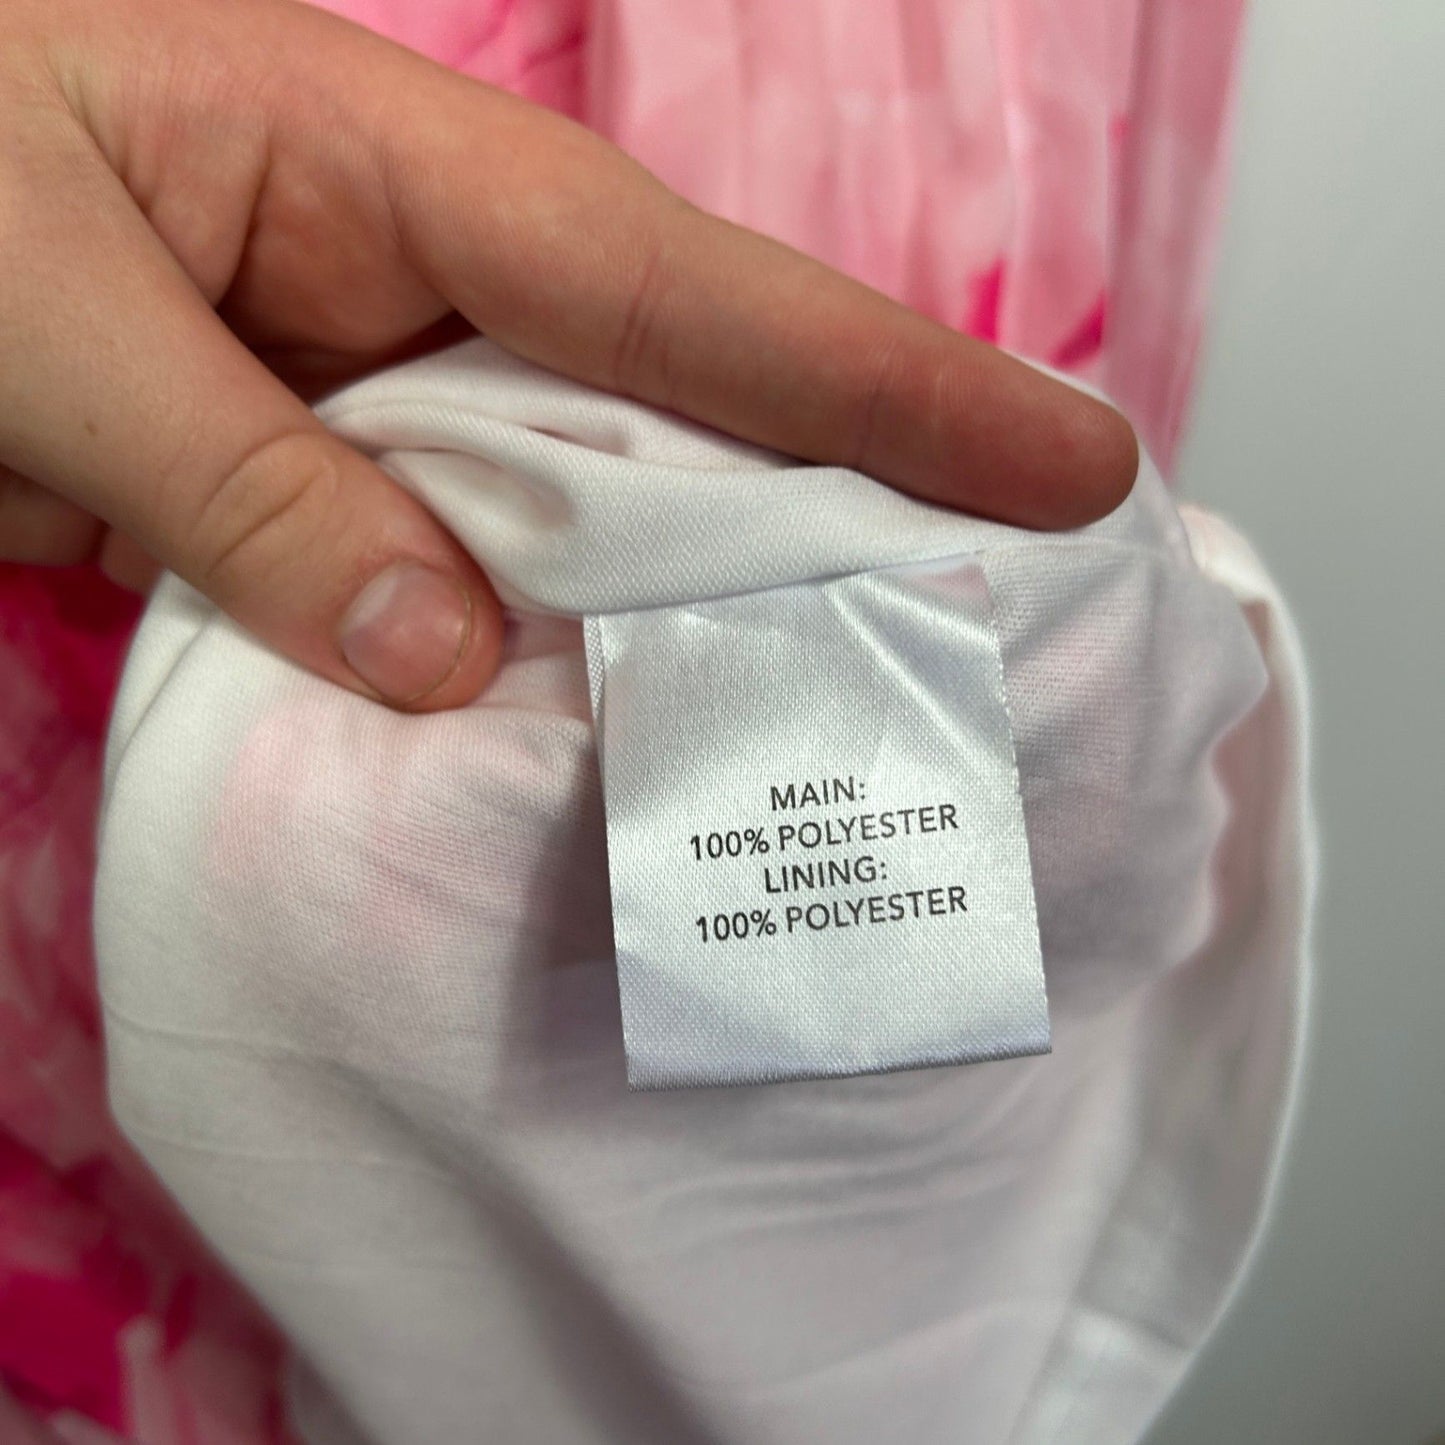 MAIN:
100% POLYESTER
LINING:
100% POLYESTER